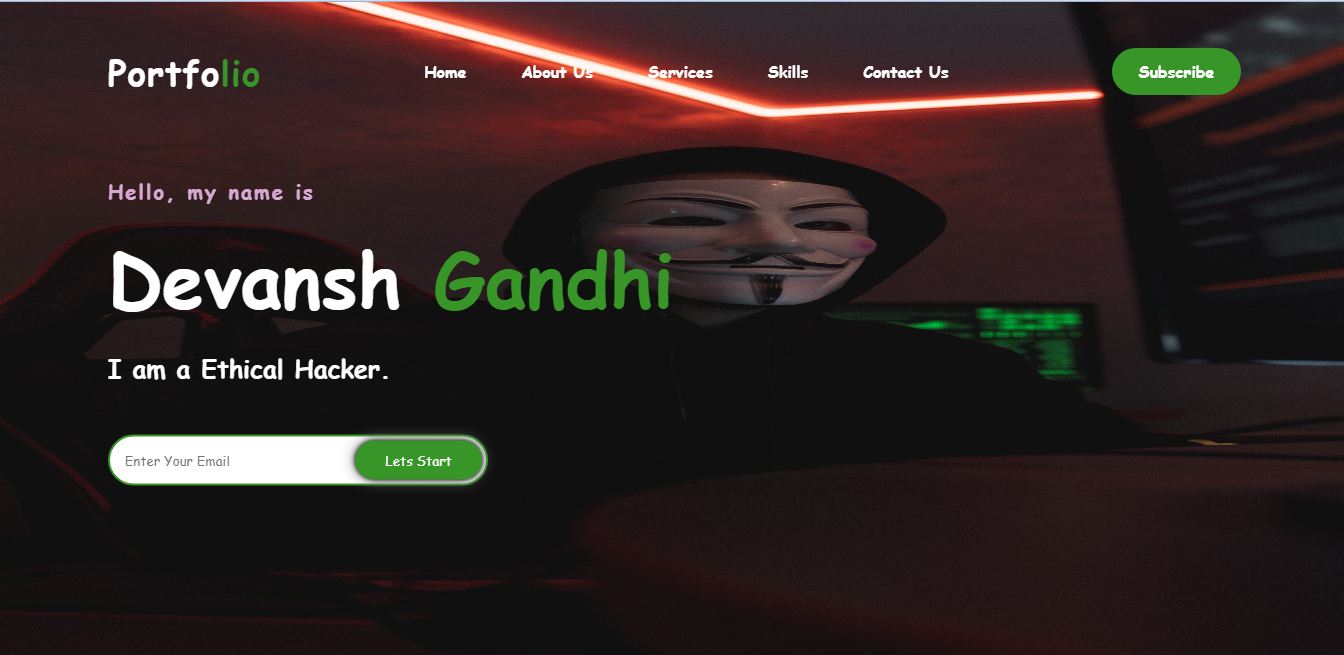 Portfolio Home About Us Services Skills Contact Us Subscribe
Hello, my name is
Devansh Gandhi
I am a Ethical Hacker.
Enter Your Email Lets Start